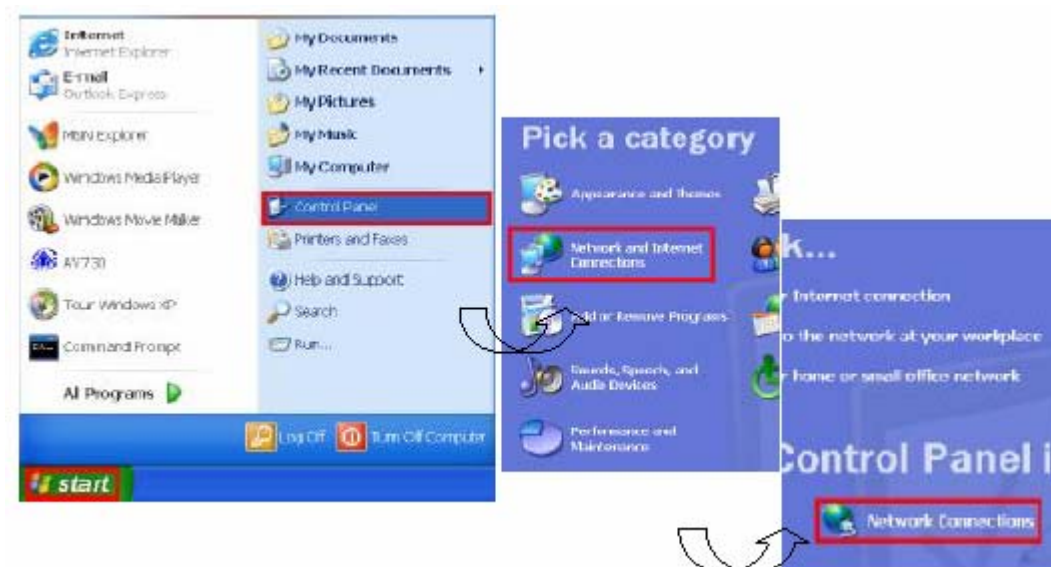 Internet
Internet Explorer
E-mail
Outlook Express
MSN Explorer
Windows Media Player
Windows Movie Maker
AV730
Tour Windows XP
Command Prompt
All Programs
My Documents
My Recent Documents
My Pictures
My Music
My Computer
Control Panel
Printers and Faxes
Help and Support
Search
Run...
Log Off
Turn Off Computer
start
Pick a category
Appearance and Themes
Network and Internet
Connections
Add or Remove Programs
Sounds, Speech, and
Audio Devices
Performance and
Maintenance
k...
r Internet connection
o the network at your workplace
r home or small office network
Control Panel i
Network Connections